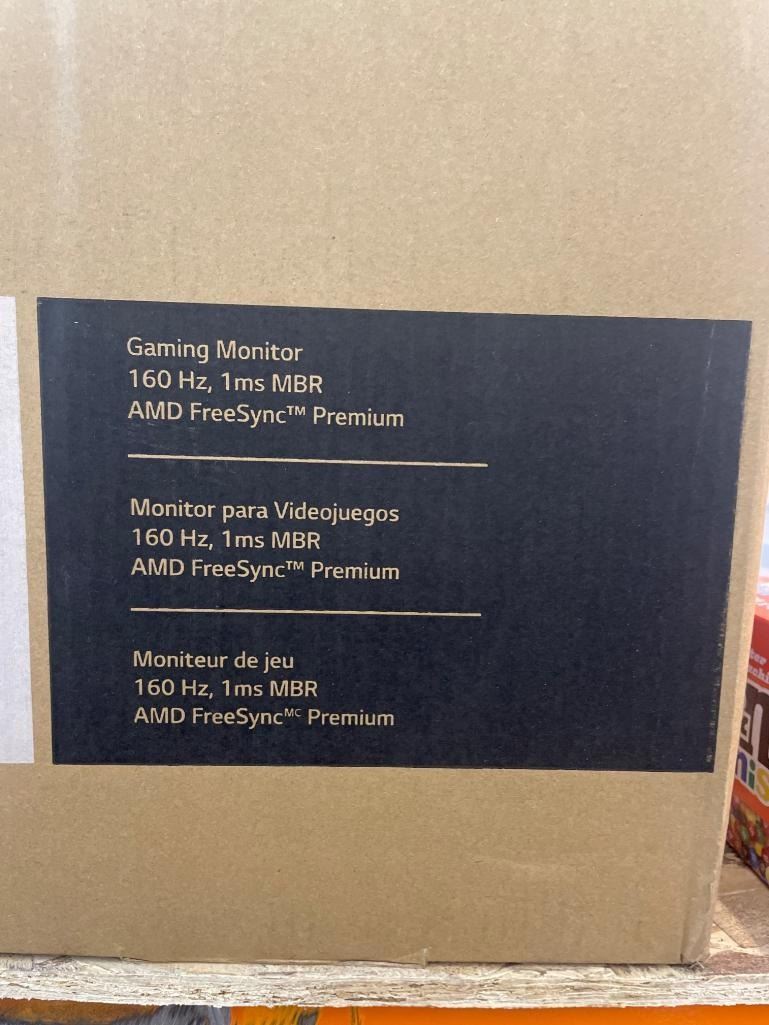 Gaming Monitor
160 Hz, 1ms MBR
AMD FreeSync™ Premium
Monitor para Videojuegos
160 Hz, 1ms MBR
AMD FreeSync™ Premium
Moniteur de jeu
160 Hz, 1ms MBR
AMD FreeSyncᴹᶜ Premium